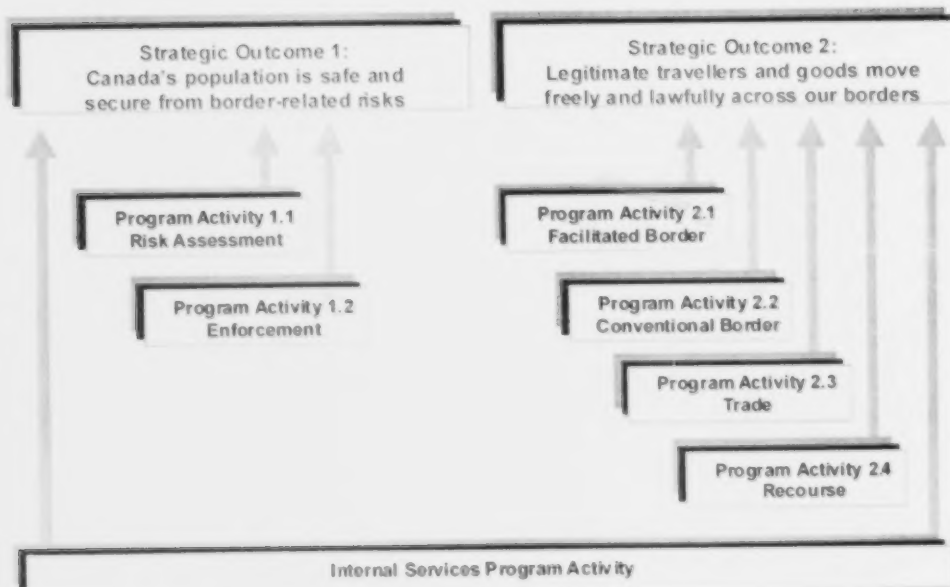 Strategic Outcome 1:
Canada's population is safe and
secure from border-related risks
Strategic Outcome 2:
Legitimate travellers and goods move
freely and lawfully across our borders
Program Activity 1.1
Risk Assessment
Program Activity 1.2
Enforcement
Program Activity 2.1
Facilitated Border
Program Activity 2.2
Conventional Border
Program Activity 2.3
Trade
Program Activity 2.4
Recourse
Internal Services Program Activity